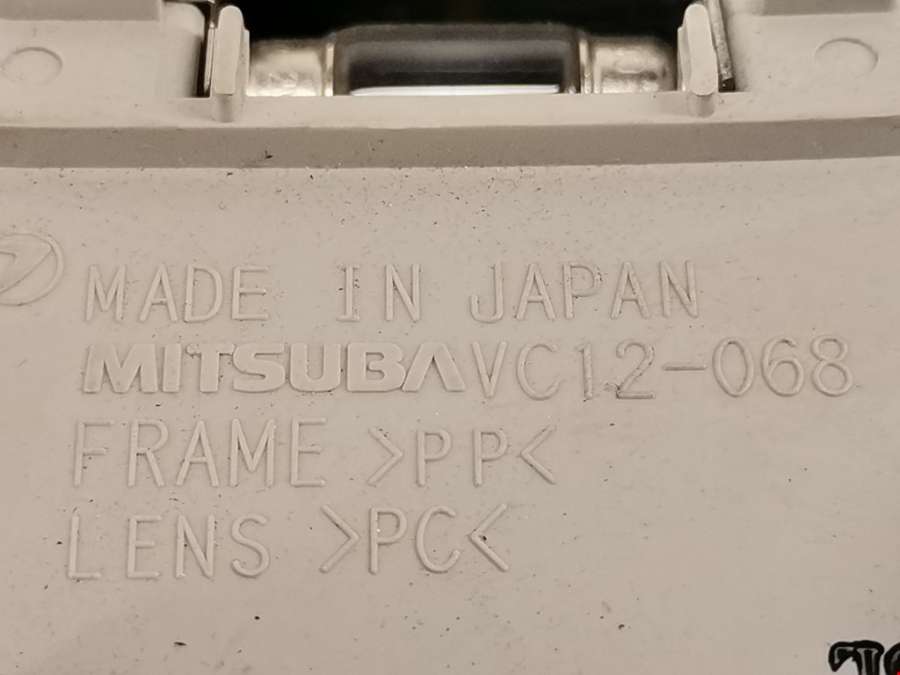 MADE IN JAPAN
MITSUBA VC12-068
FRAME >PP<
LENS >PC<